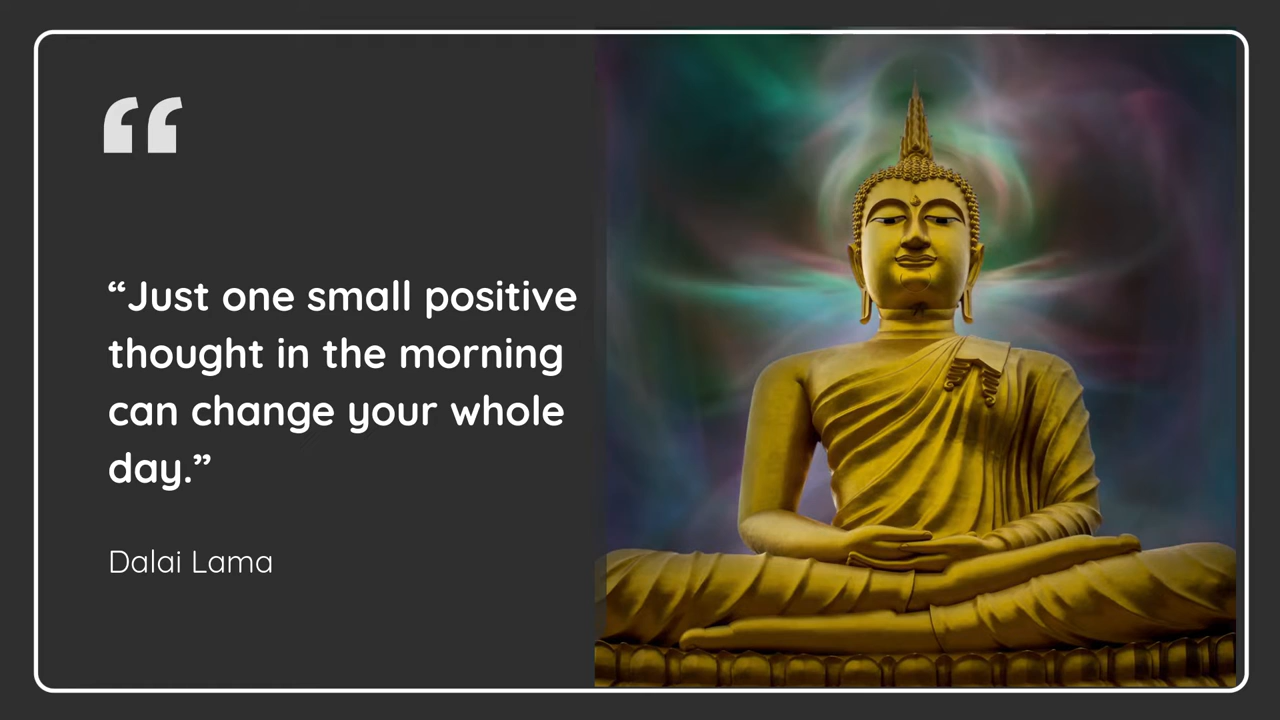 “
“Just one small positive
thought in the morning
can change your whole
day.”
Dalai Lama